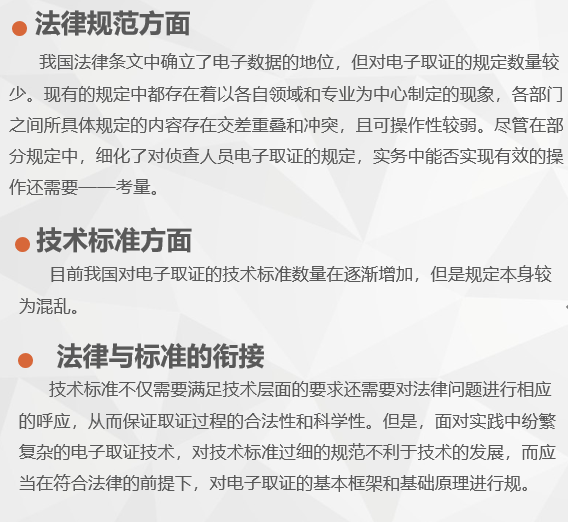 法律规范方面
我国法律条文中确立了电子数据的地位，但对电子取证的规定数量较
少。现有的规定中都存在着以各自领域和专业为中心制定的现象，各部门
之间所具体规定的内容存在交差重叠和冲突，且可操作性较弱。尽管在部
分规定中，细化了对侦查人员电子取证的规定，实务中能否实现有效的操
作还需要一一考量。
技术标准方面
目前我国对电子取证的技术标准数量在逐渐增加，但是规定本身较
为混乱。
法律与标准的衔接
技术标准不仅需要满足技术层面的要求还需要对法律问题进行相应
的呼应，从而保证取证过程的合法性和科学性。但是，面对实践中纷繁
复杂的电子取证技术，对技术标准过细的规范不利于技术的发展，而应
当在符合法律的前提下，对电子取证的基本框架和基础原理进行规。